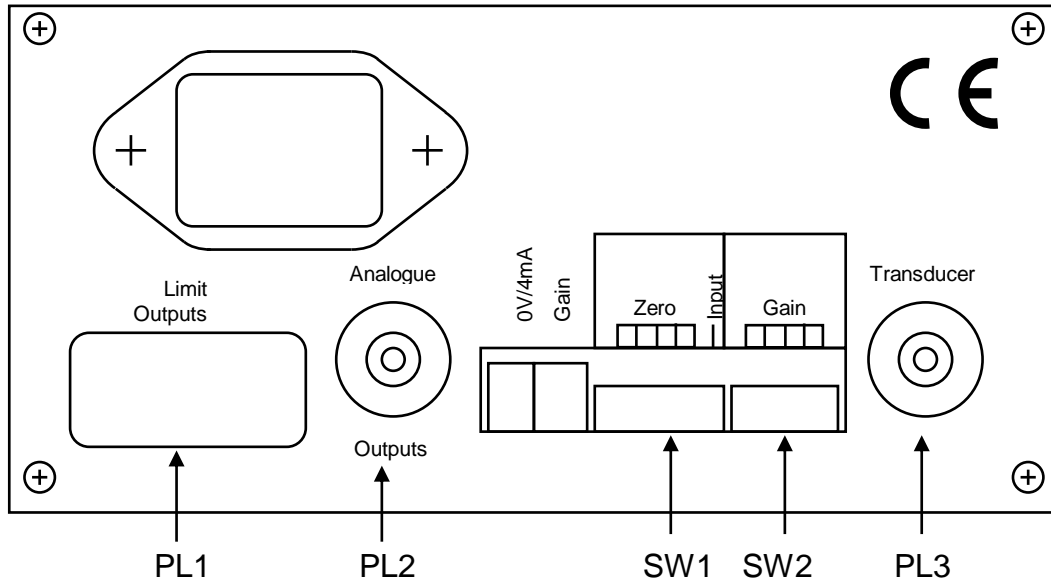 CE
Limit
Outputs
Analogue
Outputs
0V/4mA
Gain
Zero
Input
Gain
Transducer
PL1
PL2
SW1
SW2
PL3